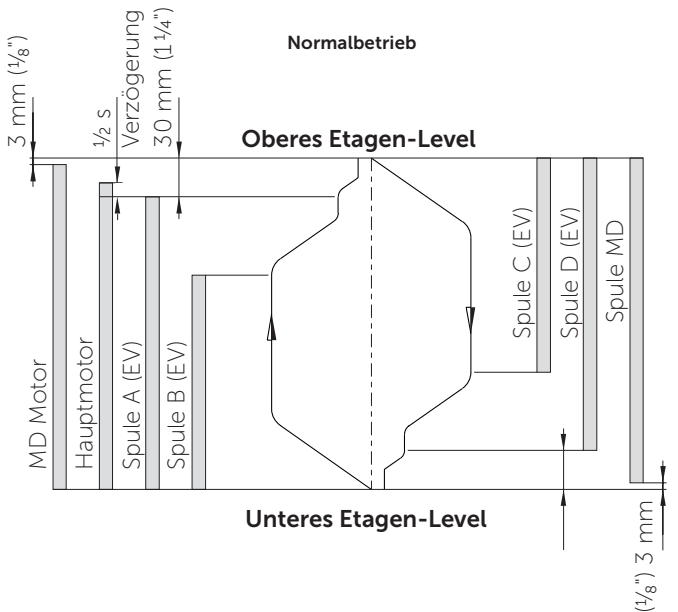 Normalbetrieb
3 mm (1/8")
1/2 s
Verzögerung
30 mm (1 1/4")
Oberes Etagen-Level
MD Motor
Hauptmotor
Spule A (EV)
Spule B (EV)
Spule C (EV)
Spule D (EV)
Spule MD
Unteres Etagen-Level
(1/8") 3 mm